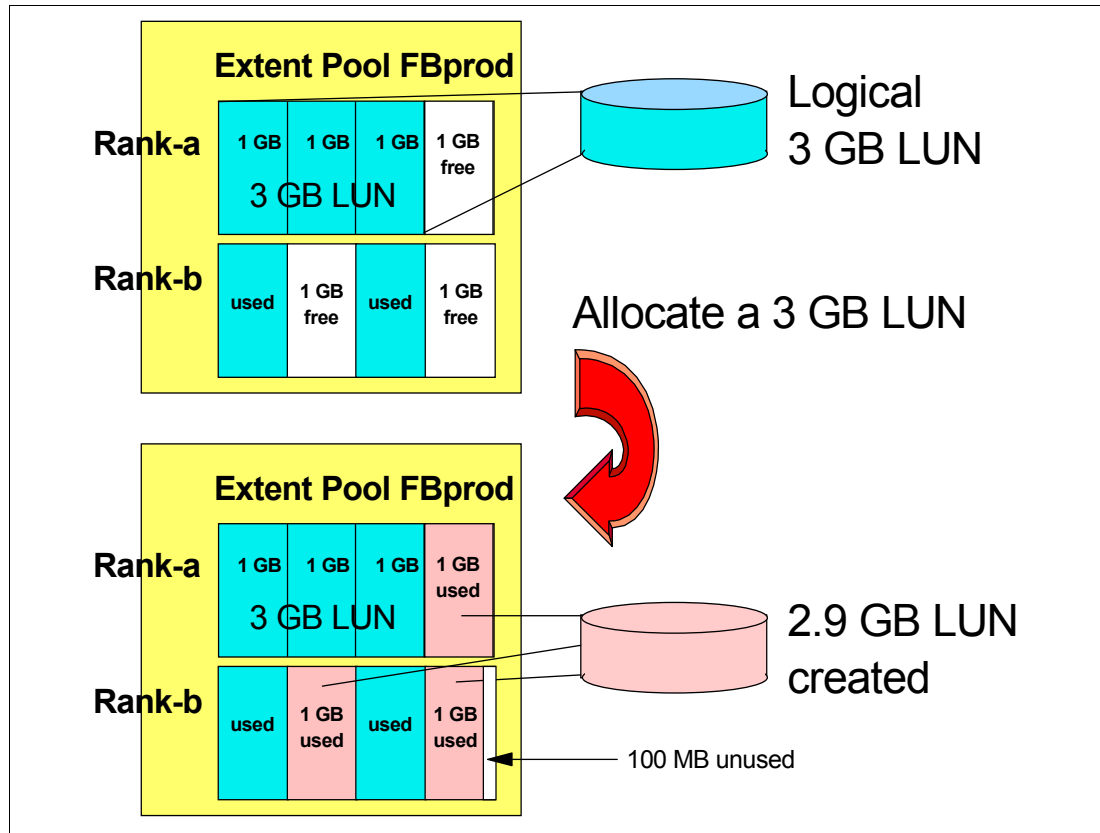 Extent Pool FBprod
Rank-a
1 GB 1 GB 1 GB 1 GB
free
3 GB LUN
Logical
3 GB LUN
Rank-b
used 1 GB used 1 GB
free free
Allocate a 3 GB LUN
Extent Pool FBprod
Rank-a
1 GB 1 GB 1 GB 1 GB
used
3 GB LUN
2.9 GB LUN
created
Rank-b
used 1 GB used 1 GB
used used
100 MB unused